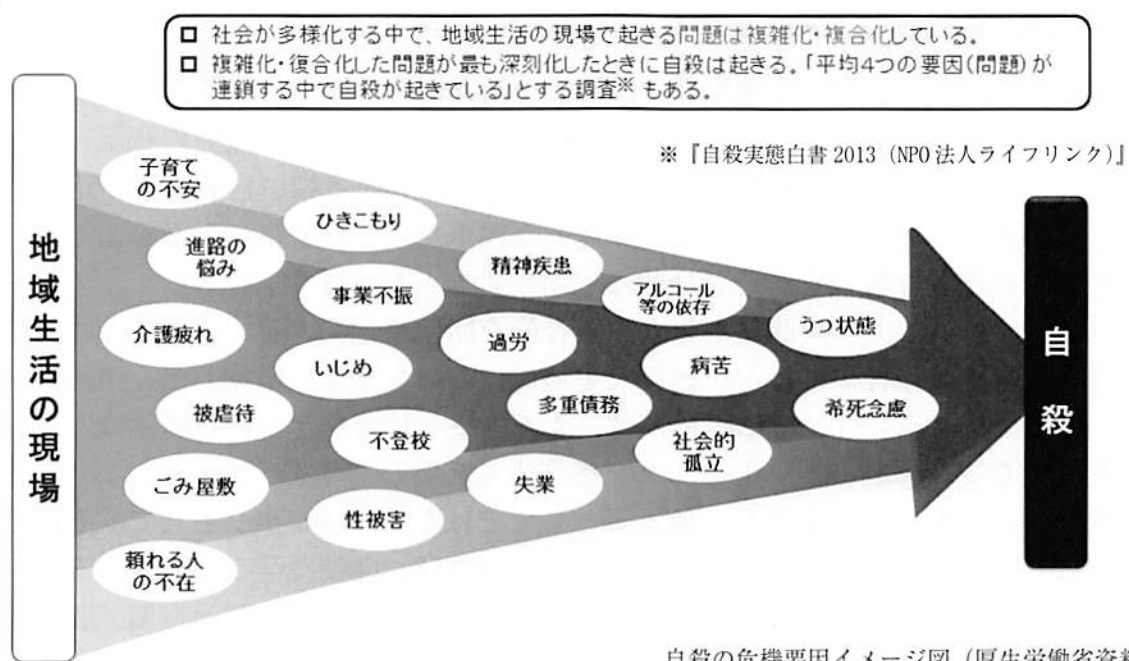 □ 社会が多様化する中で、地域生活の現場で起きる問題は複雑化・複合化している。
□ 複雑化・復合化した問題が最も深刻化したときに自殺は起きる。「平均4つの要因(問題)が
連鎖する中で自殺が起きている」とする調査※ もある。
※『自殺実態白書 2013（NPO 法人ライフリンク）』
地域生活の現場
子育て
の不安
進路の
悩み
介護疲れ
被虐待
ごみ屋敷
頼れる人
の不在
ひきこもり
事業不振
いじめ
不登校
性被害
精神疾患
過労
多重債務
失業
アルコール
等の依存
病苦
社会的
孤立
うつ状態
希死念慮
自殺
自殺の危機要因イメージ図（厚生労働省資料